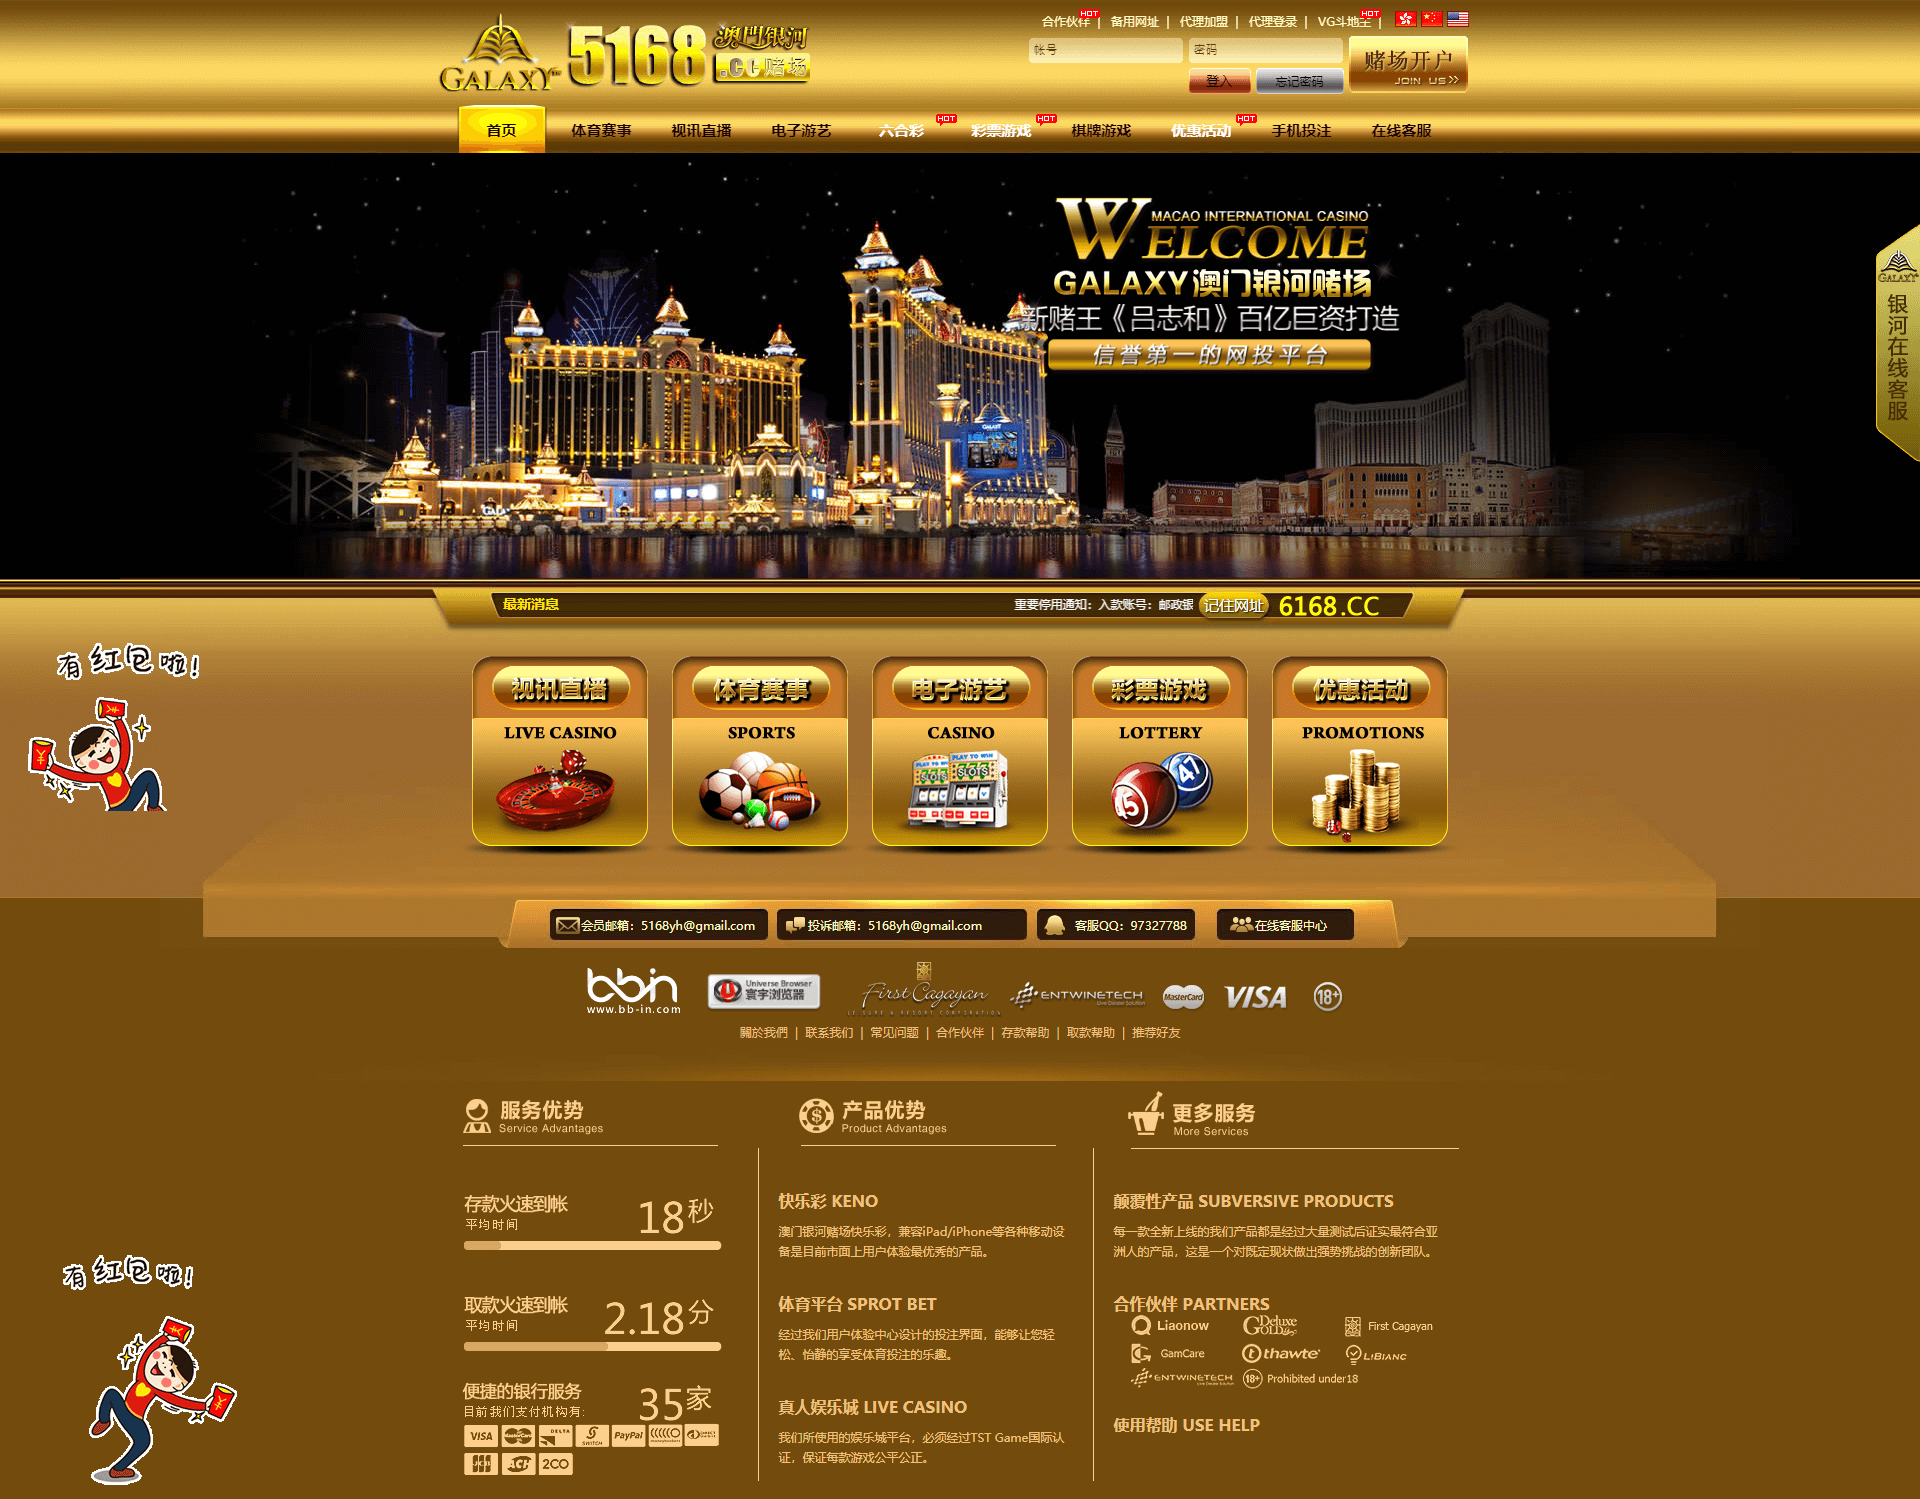 合作伙伴 | 备用网址 | 代理加盟 | 代理登录 | VG斗地主 |
HOT HOT
GALAXY™ 5168 澳門银河
.CC 赌场
帐号 密码 赌场开户
JOIN US>>
登入 忘记密码
HOT HOT HOT
首页 体育赛事 视讯直播 电子游艺 六合彩 彩票游戏 棋牌游戏 优惠活动 手机投注 在线客服
MACAO INTERNATIONAL CASINO
WELCOME
GALAXY澳门银河赌场
新赌王《吕志和》百亿巨资打造
信誉第一的网投平台
GALAXY
银河在线客服
最新消息 重要停用通知：入款账号：邮政银 记住网址 6168.CC
有红包啦!
视讯直播 体育赛事 电子游艺 彩票游戏 优惠活动
LIVE CASINO SPORTS CASINO LOTTERY PROMOTIONS
会员邮箱：5168yh@gmail.com 投诉邮箱：5168yh@gmail.com 客服QQ：97327788 在线客服中心
bbin
www.bb-in.com
Universe Browser
寰宇浏览器
First Cagayan
LEISURE & RESORT CORPORATION
ENTWINETECH
Live Dealer Solution
MasterCard VISA 18+
關於我們 | 联系我们 | 常见问题 | 合作伙伴 | 存款帮助 | 取款帮助 | 推荐好友
服务优势
Service Advantages
产品优势
Product Advantages
更多服务
More Services
存款火速到帐
平均时间
18秒
取款火速到帐
平均时间
2.18分
便捷的银行服务
目前我们支付机构有：
35家
VISA MasterCard DELTA SWITCH PayPal
JCB 2CO
快乐彩 KENO
澳门银河赌场快乐彩，兼容iPad/iPhone等各种移动设
备是目前市面上用户体验最优秀的产品。
体育平台 SPROT BET
经过我们用户体验中心设计的投注界面，能够让您轻
松、怡静的享受体育投注的乐趣。
真人娱乐城 LIVE CASINO
我们所使用的娱乐城平台，必须经过TST Game国际认
证，保证每款游戏公平公正。
颠覆性产品 SUBVERSIVE PRODUCTS
每一款全新上线的我们产品都是经过大量测试后证实最符合亚
洲人的产品，这是一个对既定现状做出强势挑战的创新团队。
合作伙伴 PARTNERS
Liaonow Deluxe GOLD First Cagayan
GamCare thawte LiBianc
ENTWINETECH 18+ Prohibited under18
使用帮助 USE HELP
有红包啦!